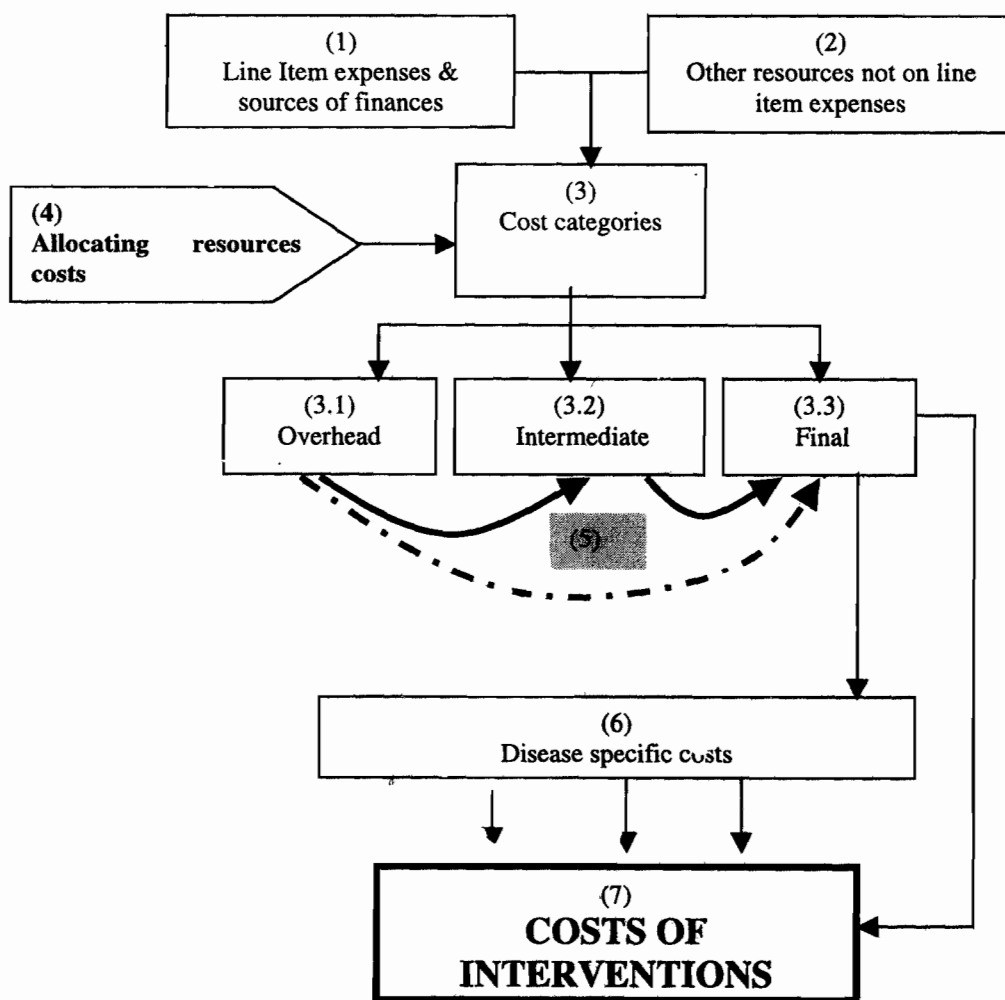 (1)
Line Item expenses &
sources of finances
(2)
Other resources not on line
item expenses
(3)
Cost categories
(4)
Allocating resources
costs
(3.1)
Overhead
(3.2)
Intermediate
(3.3)
Final
(5)
(6)
Disease specific costs
(7)
COSTS OF
INTERVENTIONS